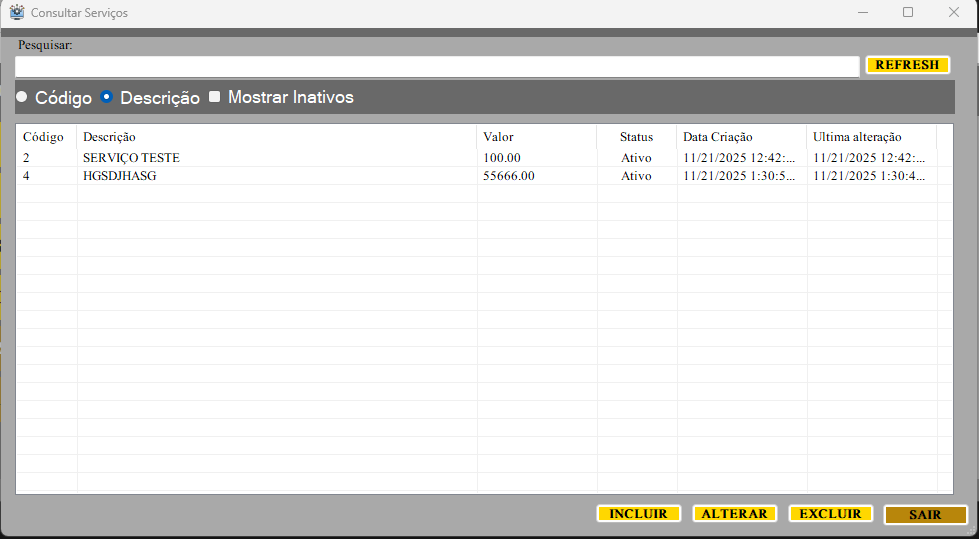 Consultar Serviços
Pesquisar:
REFRESH
Código Descrição Mostrar Inativos
Código Descrição Valor Status Data Criação Ultima alteração
2 SERVIÇO TESTE 100.00 Ativo 11/21/2025 12:42:... 11/21/2025 12:42:...
4 HGSDJHASG 55666.00 Ativo 11/21/2025 1:30:5... 11/21/2025 1:30:4...
INCLUIR ALTERAR EXCLUIR SAIR